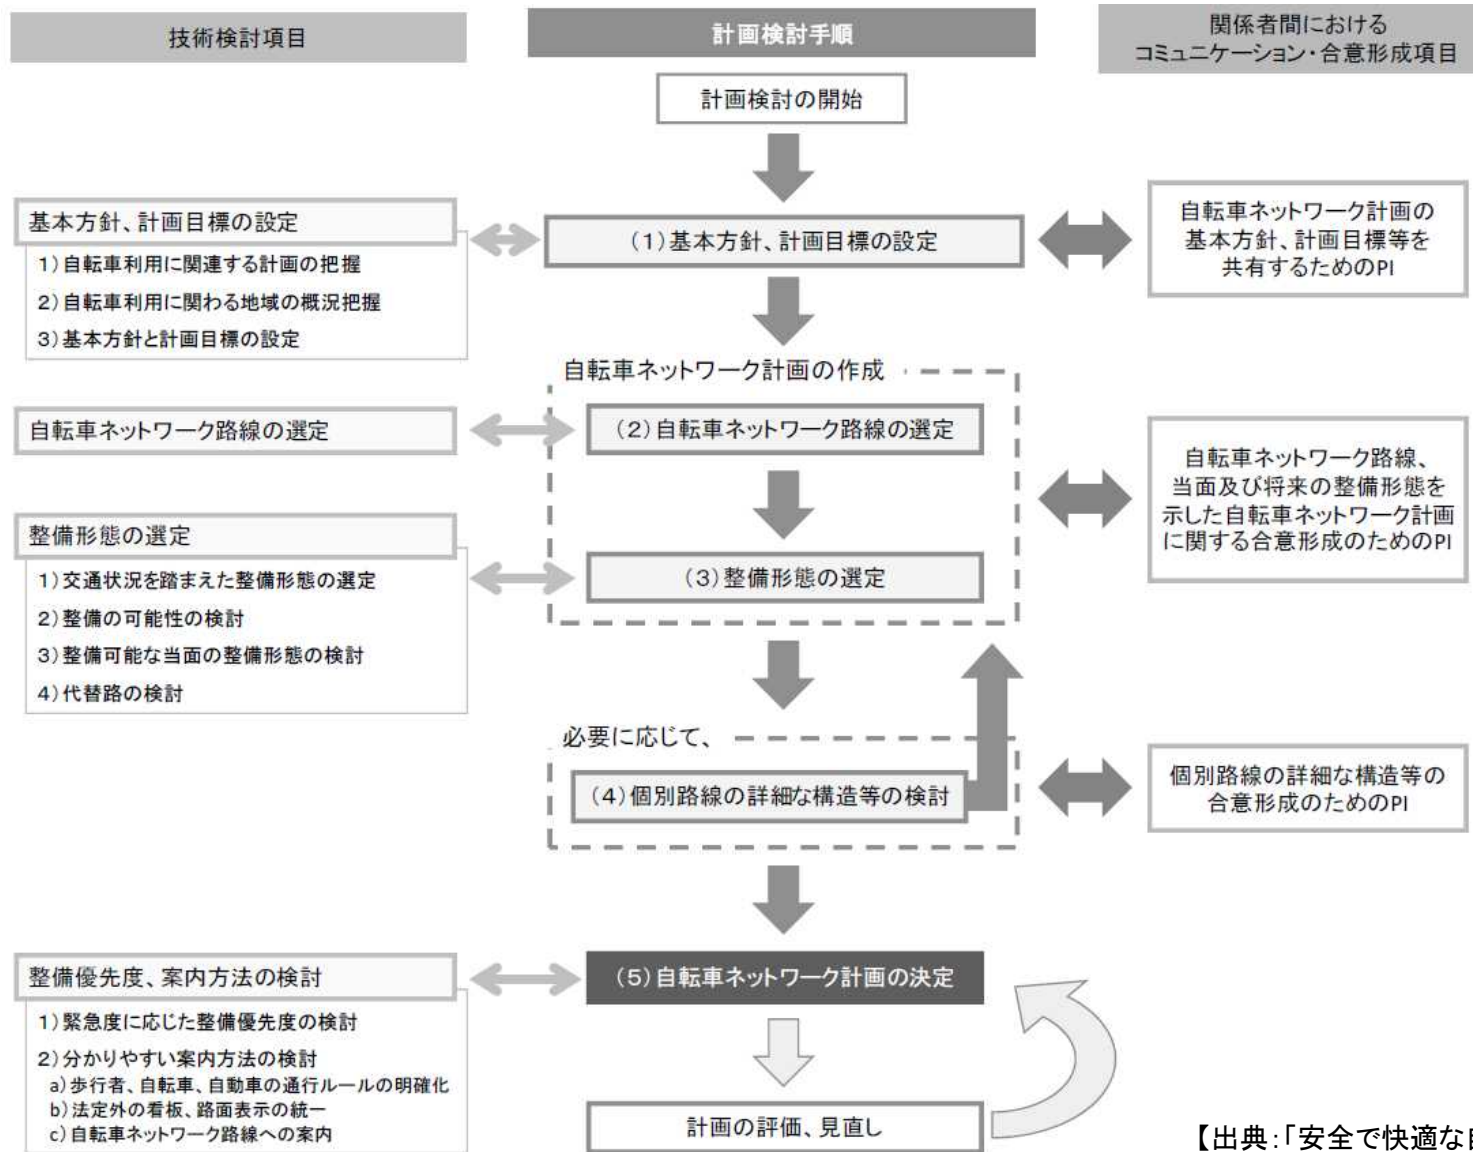 技術検討項目
計画検討手順
関係者間における
コミュニケーション・合意形成項目
計画検討の開始
基本方針、計画目標の設定
1)自転車利用に関連する計画の把握
2)自転車利用に関わる地域の概況把握
3)基本方針と計画目標の設定
(1)基本方針、計画目標の設定
自転車ネットワーク計画の
基本方針、計画目標等を
共有するためのPI
自転車ネットワーク計画の作成
自転車ネットワーク路線の選定
(2)自転車ネットワーク路線の選定
自転車ネットワーク路線、
当面及び将来の整備形態を
示した自転車ネットワーク計画
に関する合意形成のためのPI
整備形態の選定
1)交通状況を踏まえた整備形態の選定
2)整備の可能性の検討
3)整備可能な当面の整備形態の検討
4)代替路の検討
(3)整備形態の選定
必要に応じて、
(4)個別路線の詳細な構造等の検討
個別路線の詳細な構造等の
合意形成のためのPI
整備優先度、案内方法の検討
1)緊急度に応じた整備優先度の検討
2)分かりやすい案内方法の検討
a)歩行者、自転車、自動車の通行ルールの明確化
b)法定外の看板、路面表示の統一
c)自転車ネットワーク路線への案内
(5)自転車ネットワーク計画の決定
計画の評価、見直し
【出典:「安全で快適な